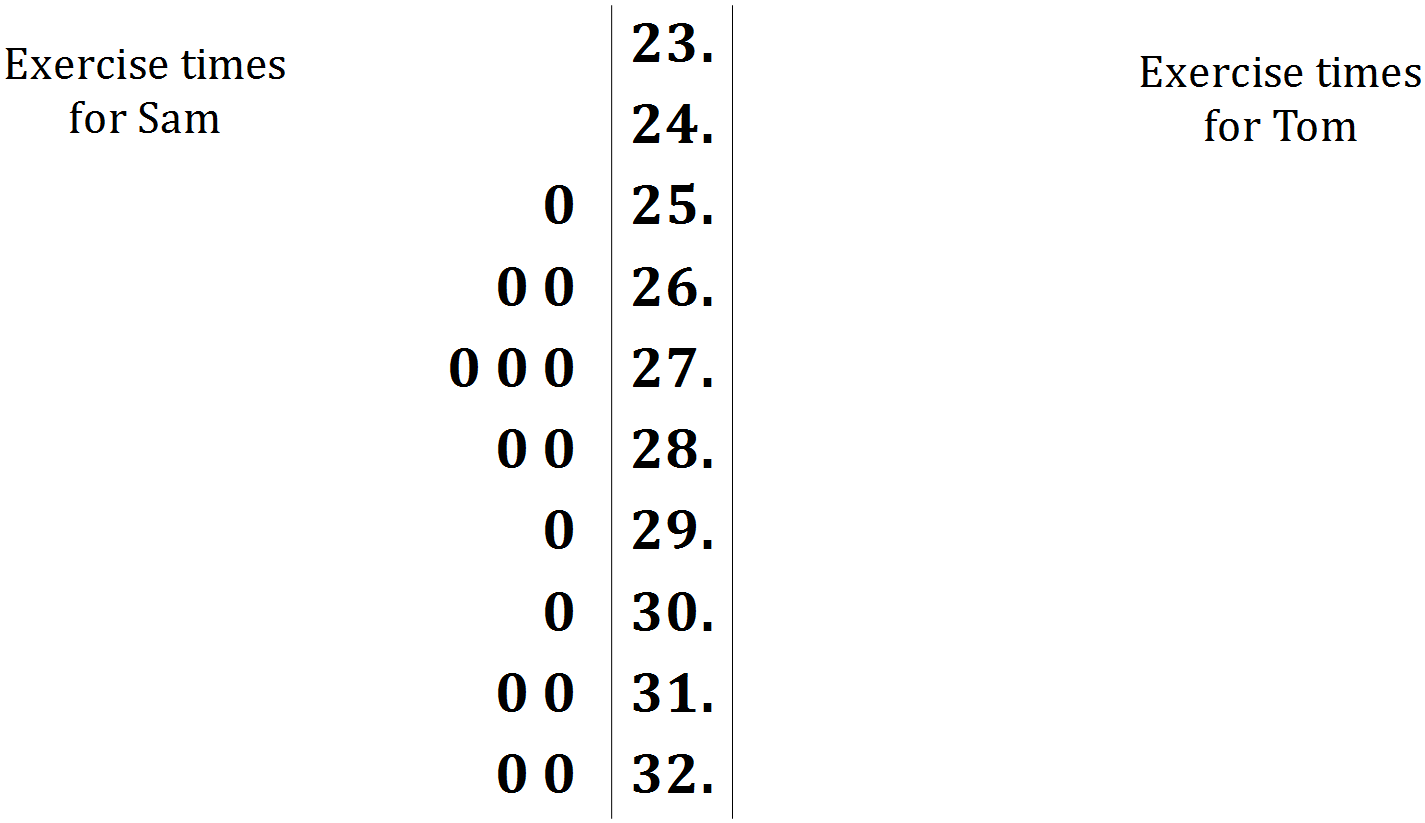 Exercise times
for Sam
Exercise times
for Tom
23.
24.
0 25.
0 0 26.
0 0 0 27.
0 0 28.
0 29.
0 30.
0 0 31.
0 0 32.